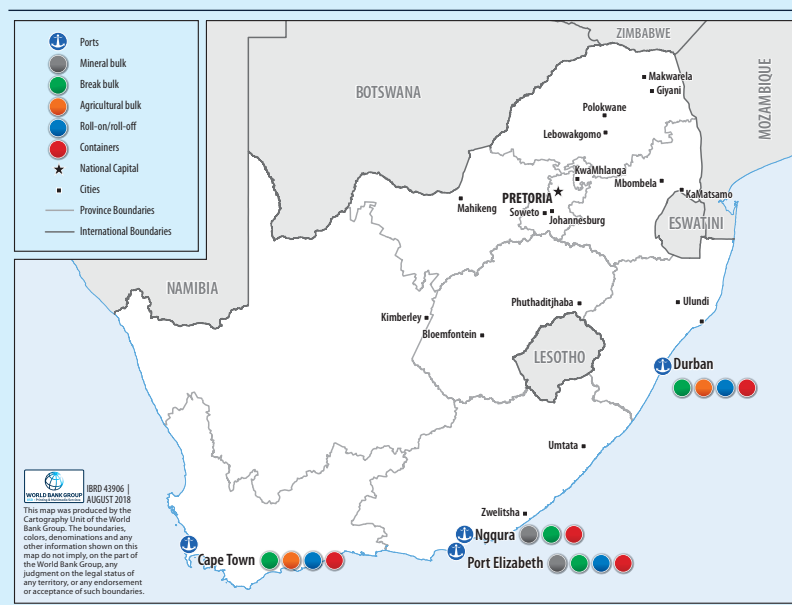 Ports
Mineral bulk
Break bulk
Agricultural bulk
Roll-on/roll-off
Containers
National Capital
Cities
Province Boundaries
International Boundaries
ZIMBABWE
BOTSWANA
MOZAMBIQUE
NAMIBIA
ESWATINI
LESOTHO
Makwarela
Giyani
Polokwane
Lebowakgomo
KwaMhlanga
Mbombela
KaMatsamo
PRETORIA
Mahikeng
Soweto
Johannesburg
Phuthaditjhaba
Ulundi
Kimberley
Bloemfontein
Durban
Umtata
Zwelitsha
Ngqura
Port Elizabeth
Cape Town
WORLD BANK GROUP
IBRD 43906 |
AUGUST 2018
This map was produced by the
Cartography Unit of the World
Bank Group. The boundaries,
colors, denominations and any
other information shown on this
map do not imply, on the part of
the World Bank Group, any
judgment on the legal status of
any territory, or any endorsement
or acceptance of such boundaries.